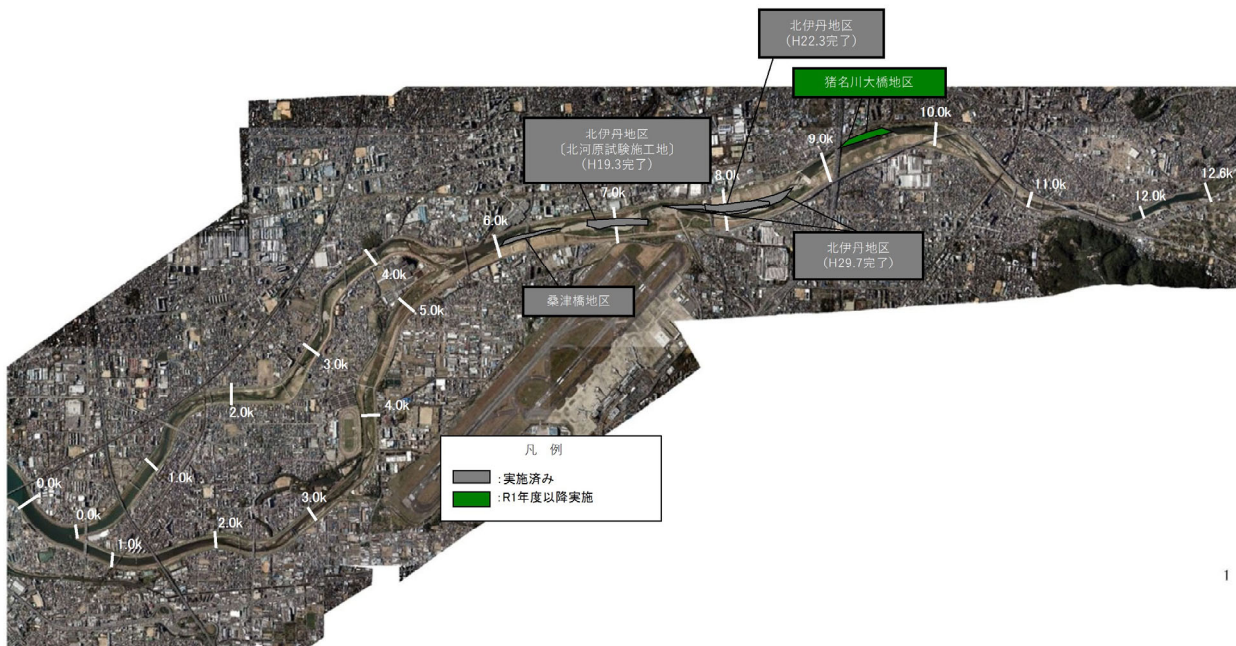 北伊丹地区
(H22.3完了)
猪名川大橋地区
北伊丹地区
〔北河原試験施工地〕
(H19.3完了)
10.0k
9.0k
8.0k
7.0k
6.0k
12.6k
11.0k
12.0k
北伊丹地区
(H29.7完了)
桑津橋地区
4.0k
5.0k
3.0k
2.0k
4.0k
凡 例
:実施済み
:R1年度以降実施
1.0k
0.0k
0.0k
3.0k
2.0k
1.0k
1